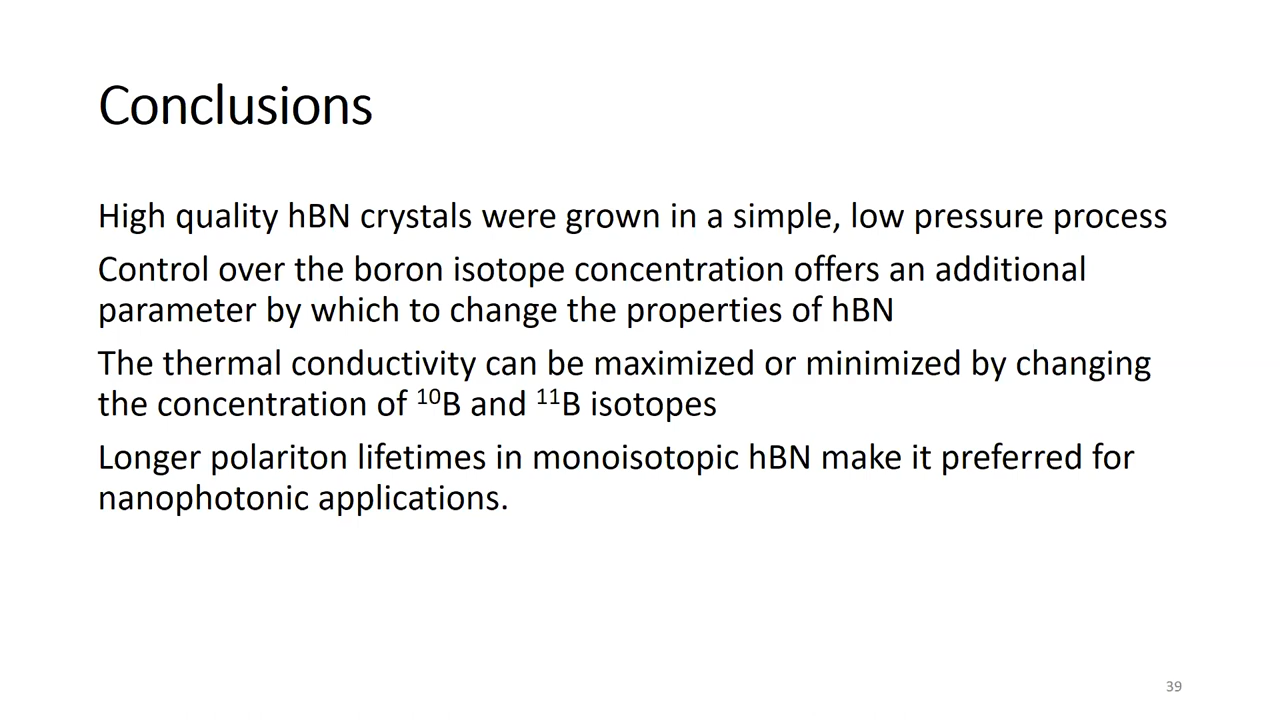 Conclusions
High quality hBN crystals were grown in a simple, low pressure process
Control over the boron isotope concentration offers an additional
parameter by which to change the properties of hBN
The thermal conductivity can be maximized or minimized by changing
the concentration of ¹⁰B and ¹¹B isotopes
Longer polariton lifetimes in monoisotopic hBN make it preferred for
nanophotonic applications.
39